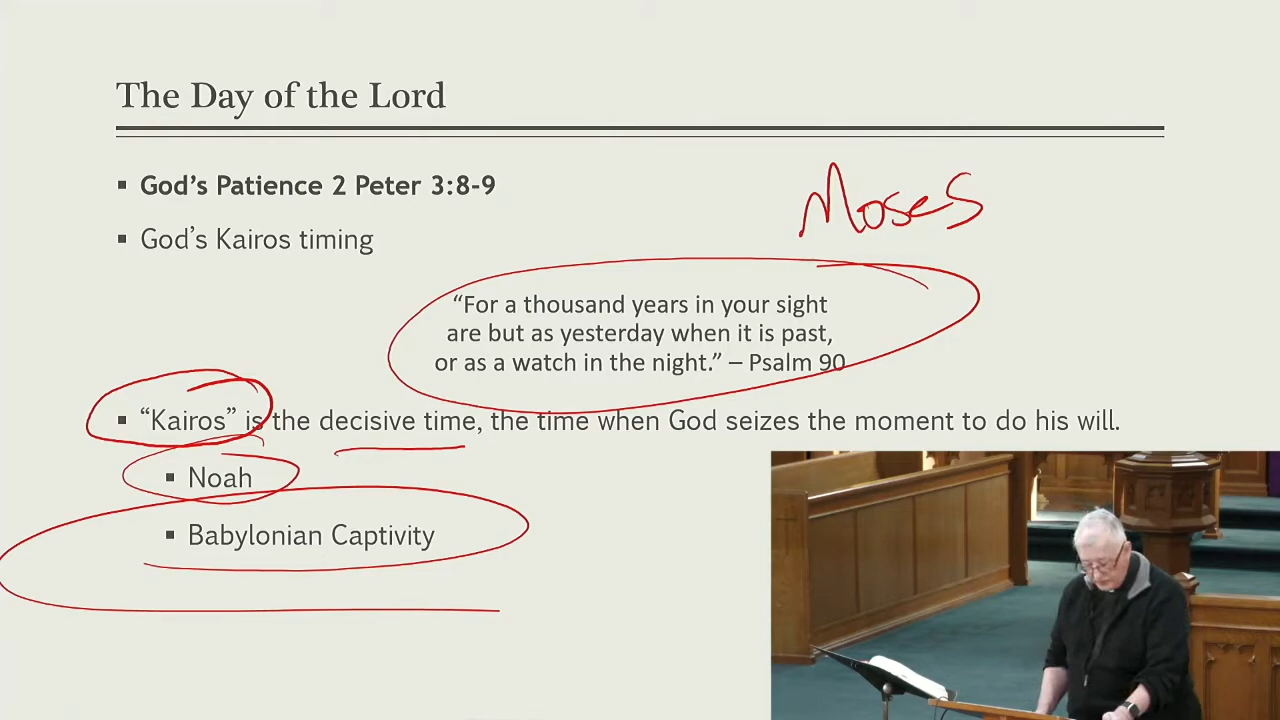 The Day of the Lord
▪ God's Patience 2 Peter 3:8-9
Moses
▪ God's Kairos timing
“For a thousand years in your sight
are but as yesterday when it is past,
or as a watch in the night.” – Psalm 90
▪ “Kairos” is the decisive time, the time when God seizes the moment to do his will.
▪ Noah
▪ Babylonian Captivity